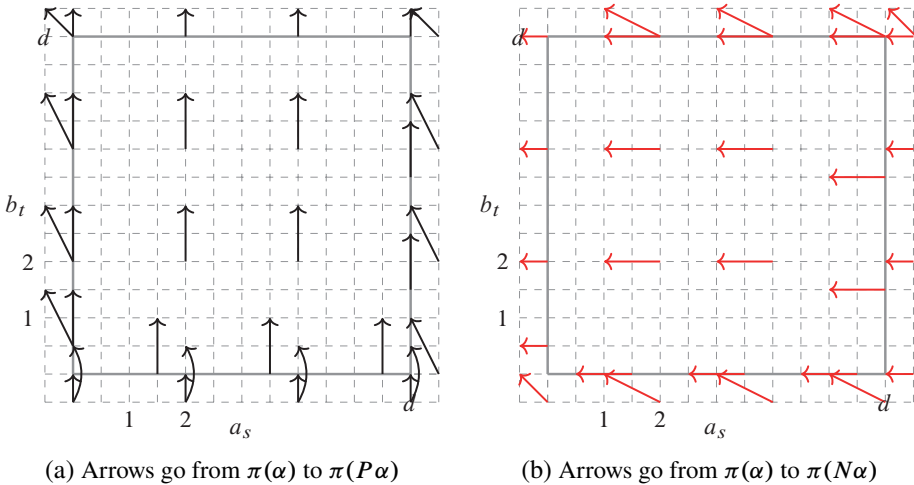 d
b_t
2
1
1 2 a_s d
(a) Arrows go from π(α) to π(Pα)
d
b_t
2
1
1 2 a_s d
(b) Arrows go from π(α) to π(Nα)